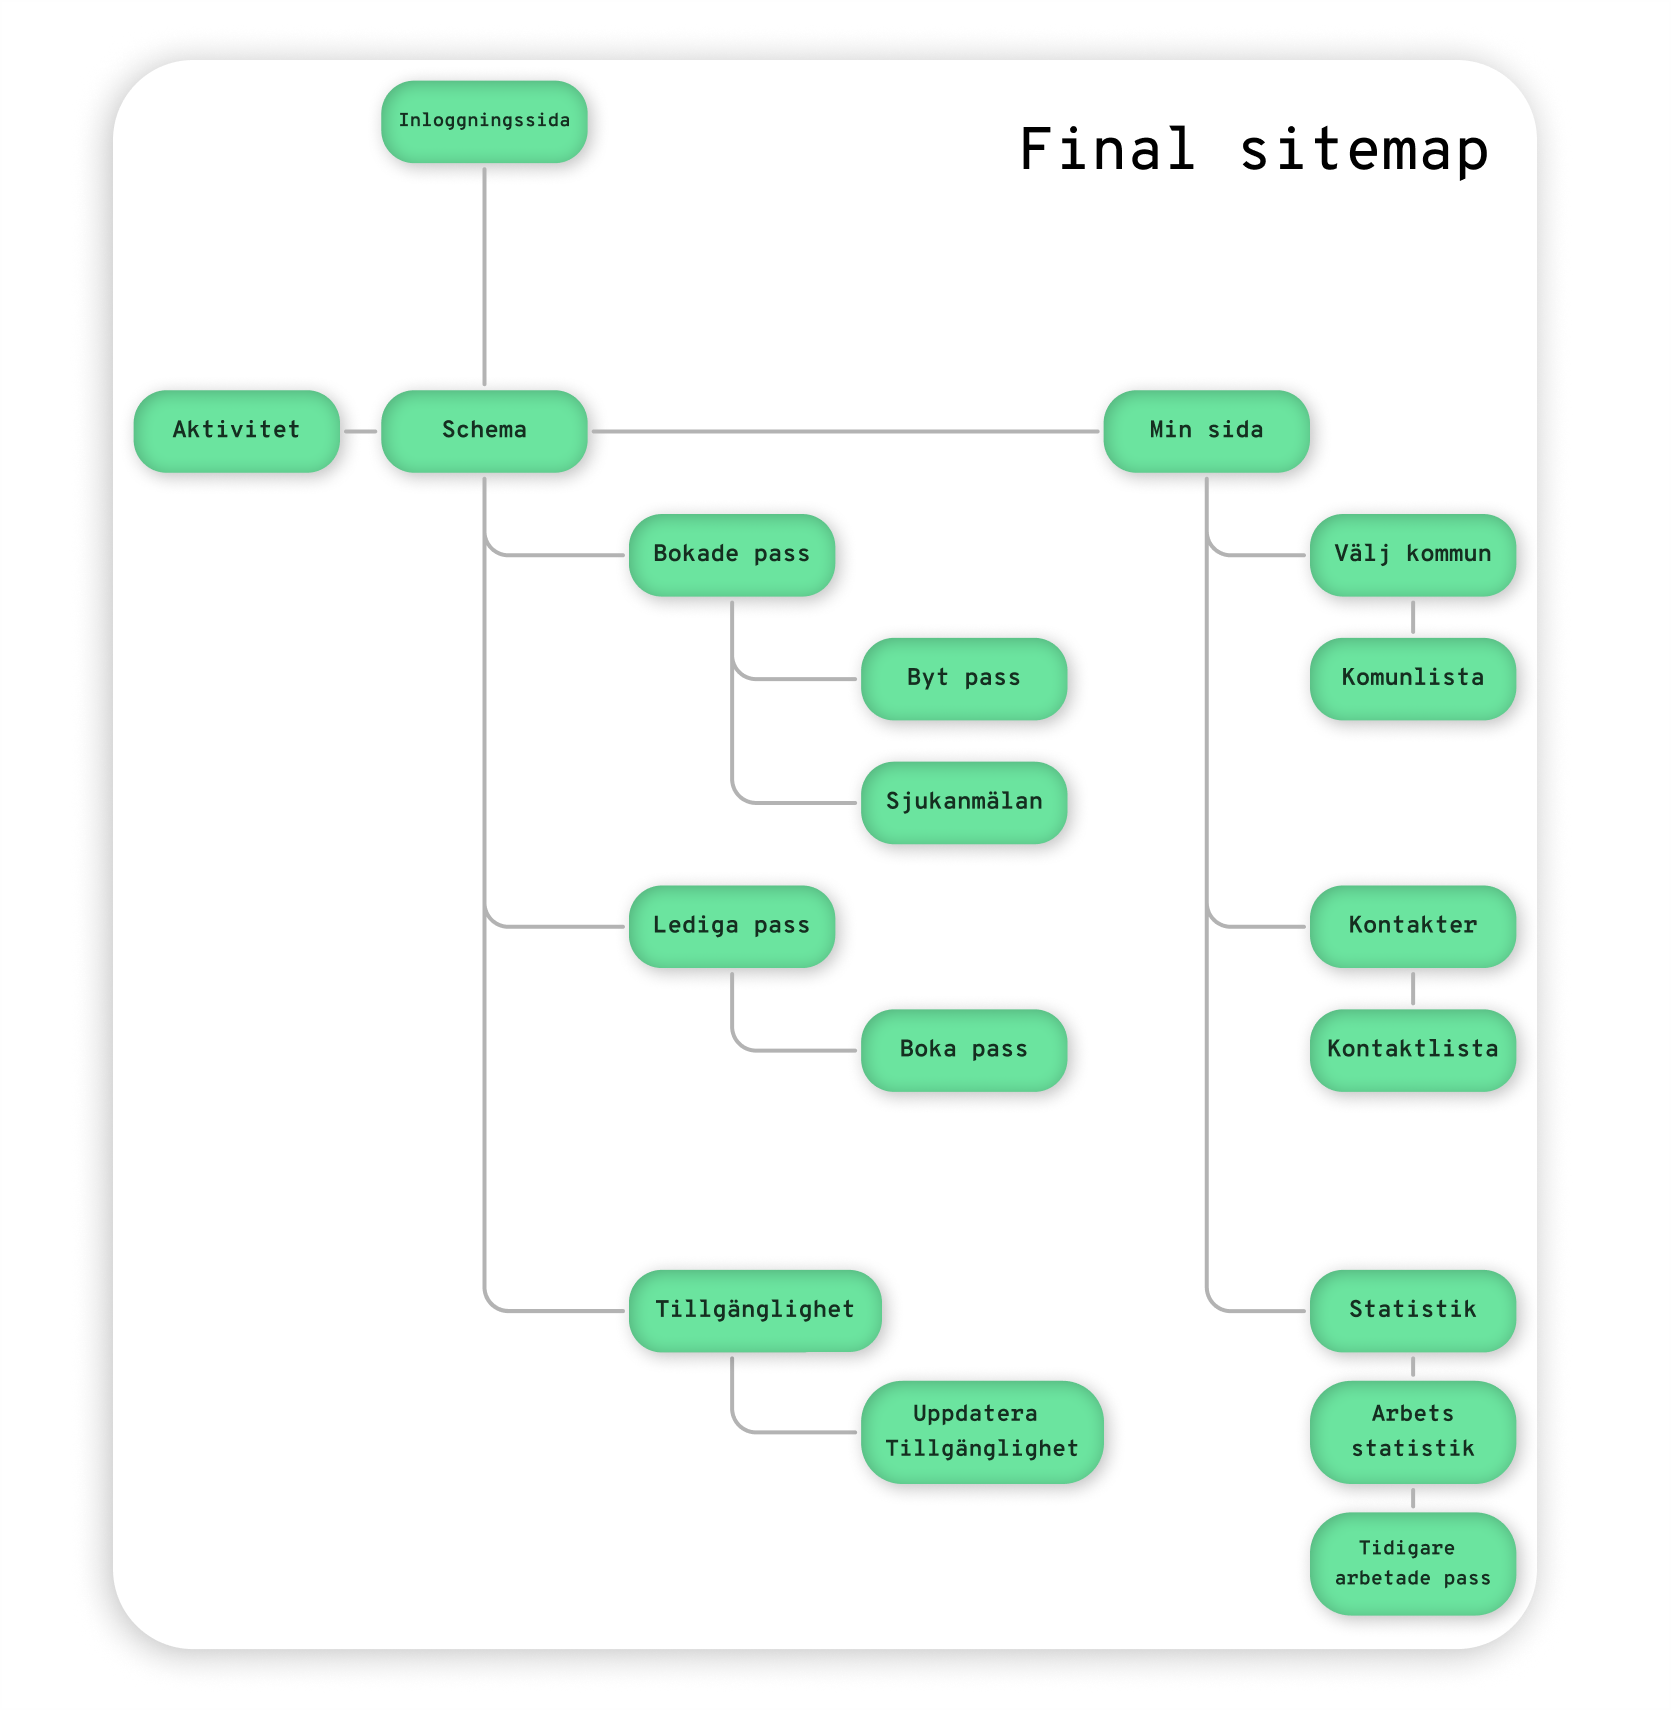 Inloggningssida
Final sitemap
Aktivitet
Schema
Min sida
Bokade pass
Välj kommun
Byt pass
Komunlista
Sjukanmälan
Lediga pass
Kontakter
Boka pass
Kontaktlista
Tillgänglighet
Statistik
Uppdatera
Tillgänglighet
Arbets
statistik
Tidigare
arbetade pass